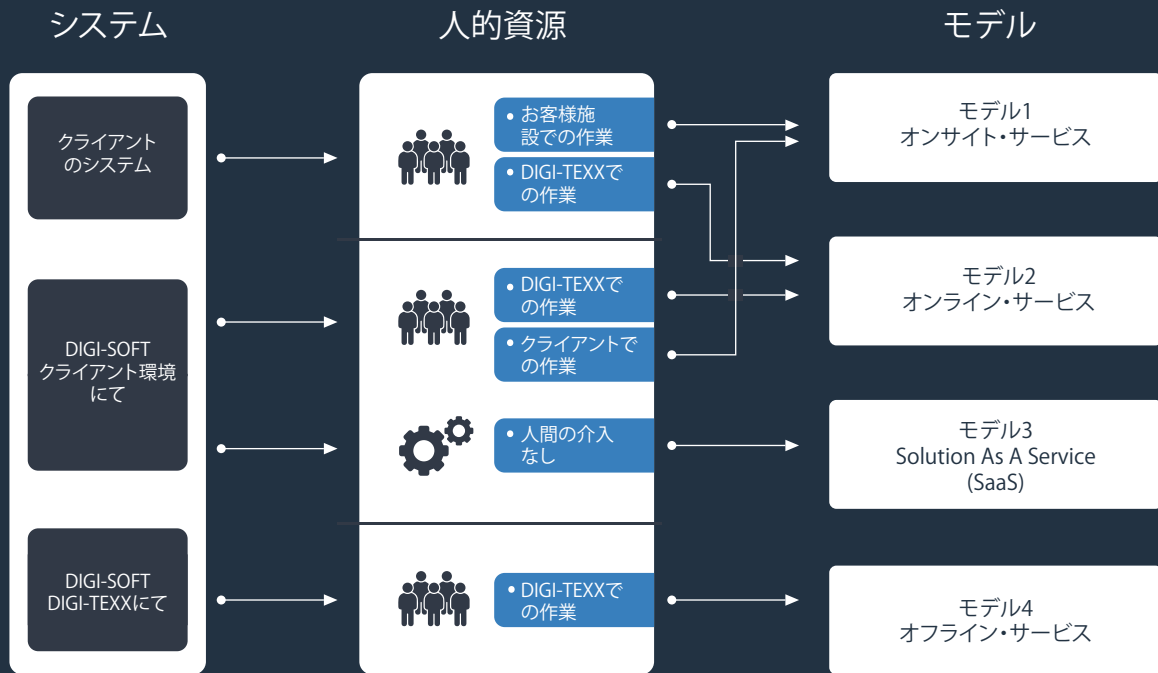 システム
人的資源
モデル
クライアント
のシステム
DIGI-SOFT
クライアント環境
にて
DIGI-SOFT
DIGI-TEXXにて
• お客様施
設での作業
• DIGI-TEXXで
の作業
• DIGI-TEXXで
の作業
• クライアントで
の作業
• 人間の介入
なし
• DIGI-TEXXで
の作業
モデル1
オンサイト・サービス
モデル2
オンライン・サービス
モデル3
Solution As A Service
(SaaS)
モデル4
オフライン・サービス